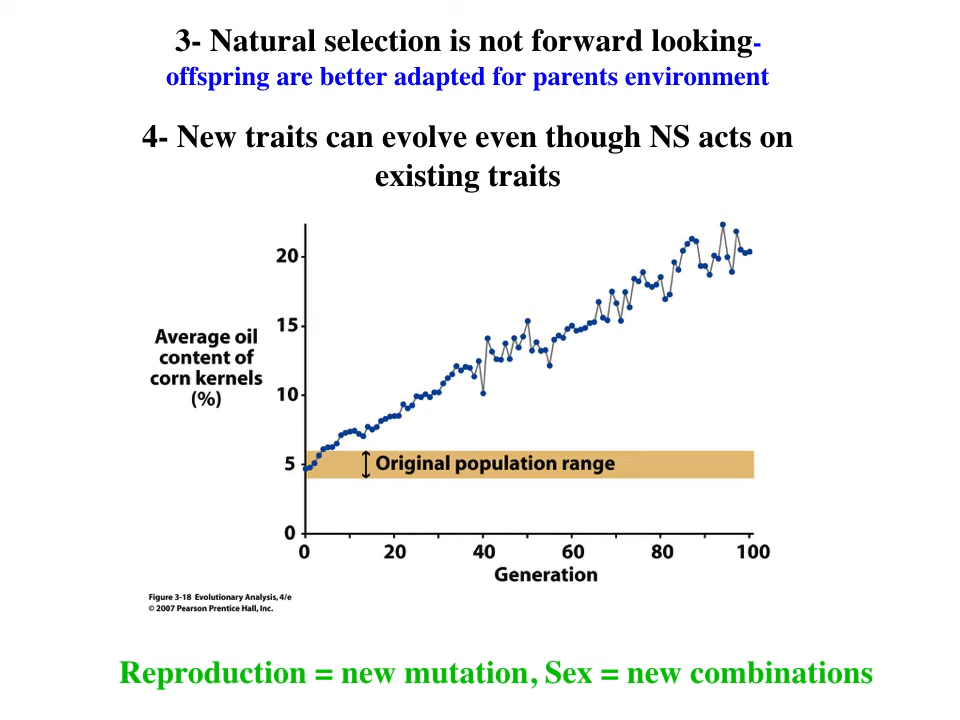 3- Natural selection is not forward looking-
offspring are better adapted for parents environment
4- New traits can evolve even though NS acts on
existing traits
20
15
10
5
0
Average oil
content of
corn kernels
(%)
Original population range
0 20 40 60 80 100
Generation
Figure 3-18 Evolutionary Analysis, 4/e
© 2007 Pearson Prentice Hall, Inc.
Reproduction = new mutation, Sex = new combinations